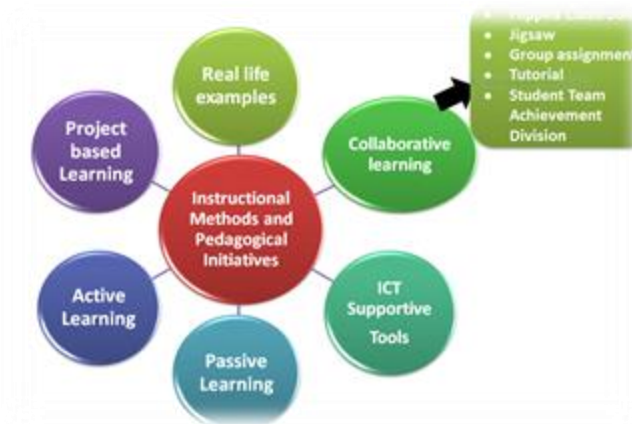 Real life
examples
Jigsaw
Group assignment
Tutorial
Student Team
Achievement
Division
Collaborative
learning
Project
based
Learning
Instructional
Methods and
Pedagogical
Initiatives
ICT
Supportive
Tools
Active
Learning
Passive
Learning